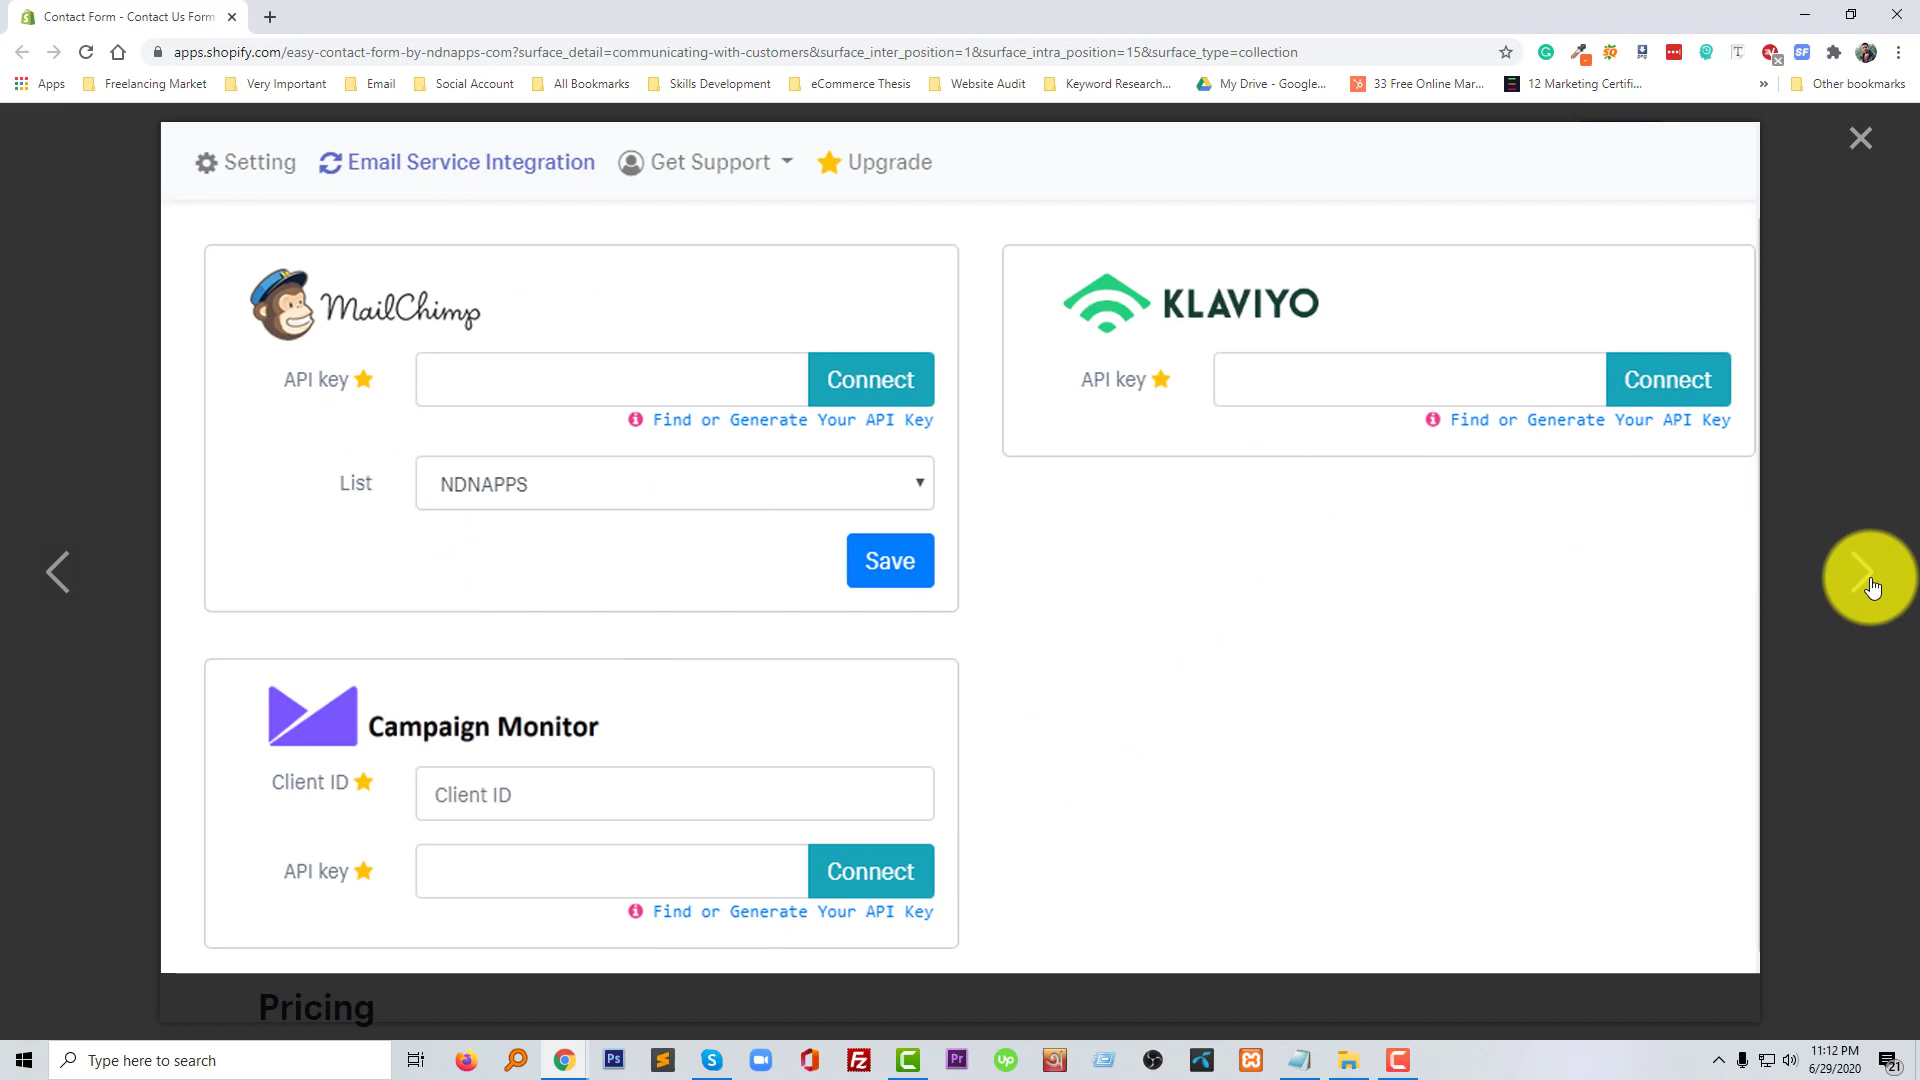 Contact Form - Contact Us Form
apps.shopify.com/easy-contact-form-by-ndnapps-com?surface_detail=communicating-with-customers&surface_inter_position=1&surface_intra_position=15&surface_type=collection
Apps Freelancing Market Very Important Email Social Account All Bookmarks Skills Development eCommerce Thesis Website Audit Keyword Research... My Drive - Google... 33 Free Online Mar... 12 Marketing Certifi... » Other bookmarks
Setting Email Service Integration Get Support Upgrade
MailChimp
API key Connect
Find or Generate Your API Key
List NDNAPPS
Save
KLAVIYO
API key Connect
Find or Generate Your API Key
Campaign Monitor
Client ID Client ID
API key Connect
Find or Generate Your API Key
Pricing
Type here to search
11:12 PM
6/29/2020
21